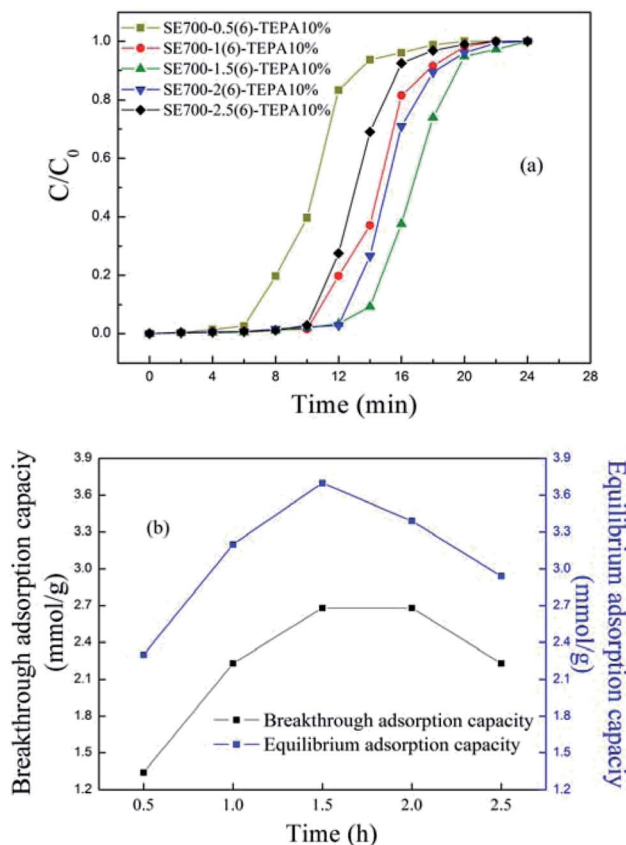 SE700-0.5(6)-TEPA10%
SE700-1(6)-TEPA10%
SE700-1.5(6)-TEPA10%
SE700-2(6)-TEPA10%
SE700-2.5(6)-TEPA10%
(a)
C/C0
1.0
0.8
0.6
0.4
0.2
0.0
0 4 8 12 16 20 24 28
Time (min)
(b)
Breakthrough adsorption capaciy
(mmol/g)
3.9
3.6
3.3
3.0
2.7
2.4
2.1
1.8
1.5
1.2
Breakthrough adsorption capacity
Equilibrium adsorption capacity
3.9
3.6
3.3
3.0
2.7
2.4
2.1
1.8
1.5
1.2
Equilibrium adsorption capaciy
(mmol/g)
0.5 1.0 1.5 2.0 2.5
Time (h)